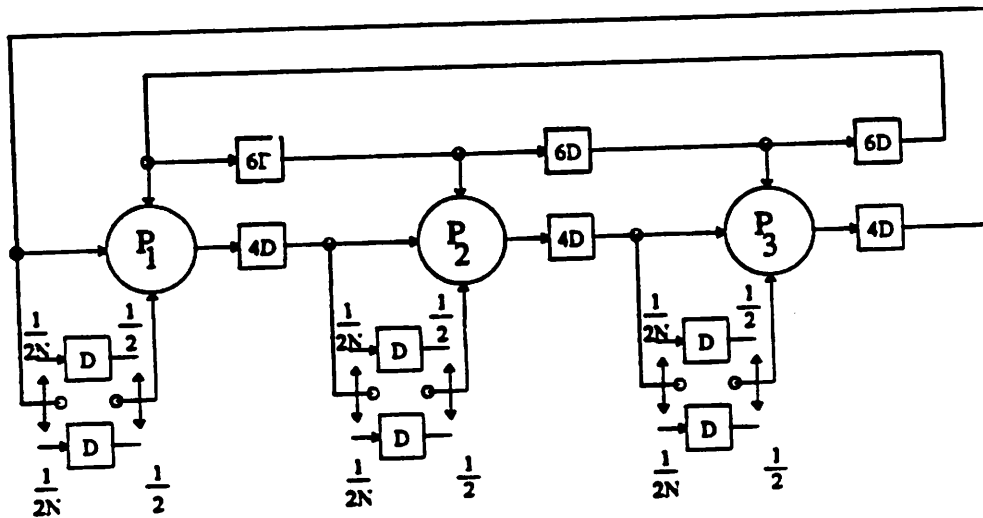 6D 6D
P1 4D P2 4D P3 4D
1/2N 1/2 1/2N 1/2 1/2N 1/2
D D D
D D D
1/2N 1/2 1/2N 1/2 1/2N 1/2